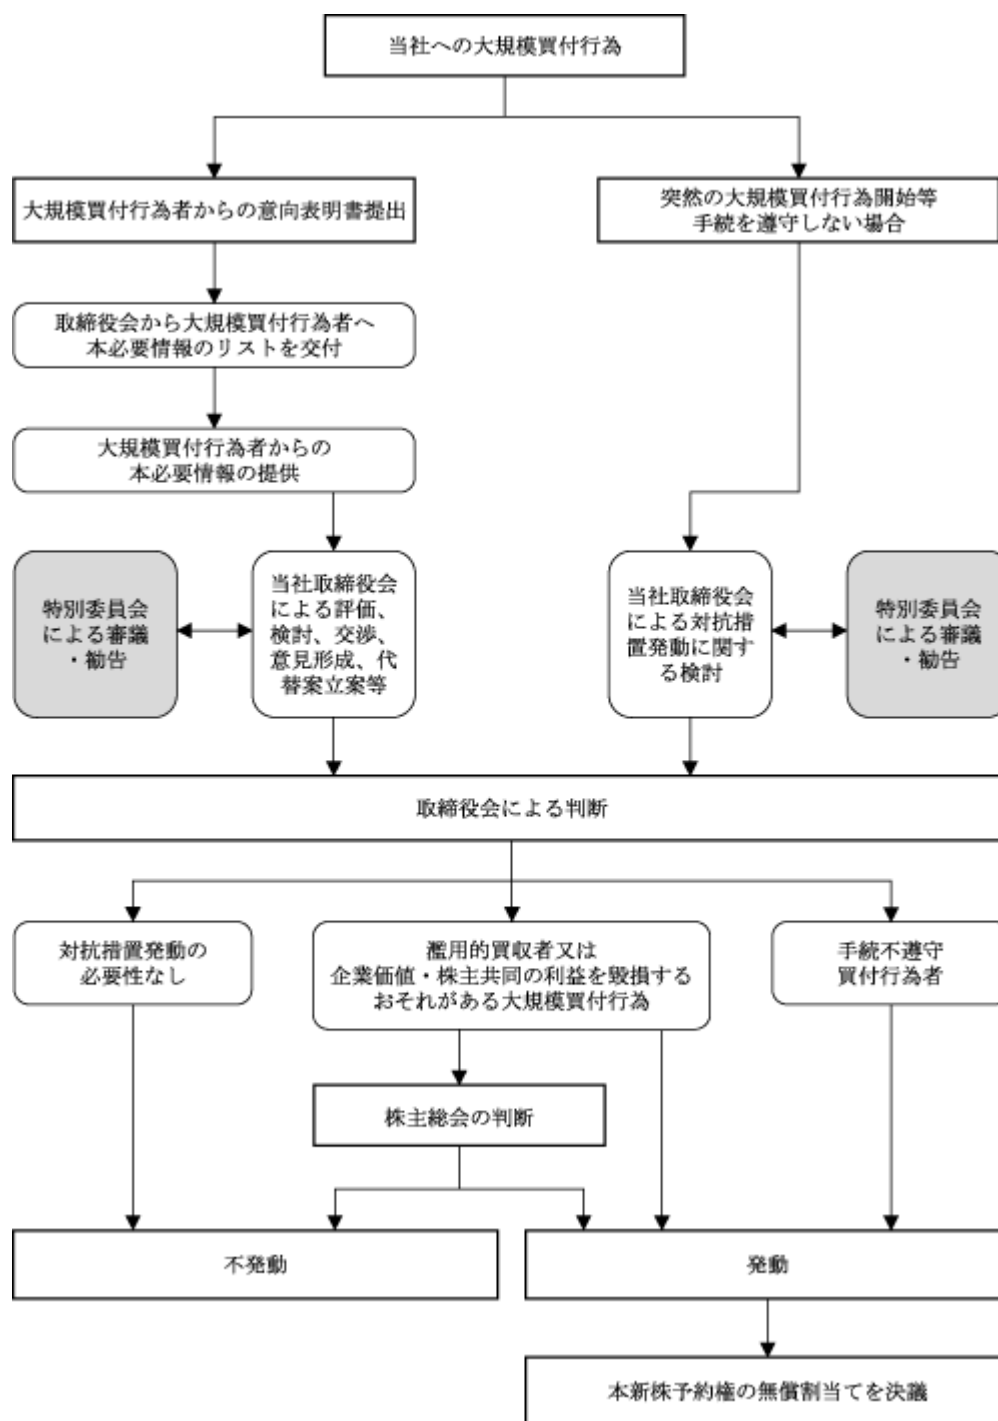 当社への大規模買付行為
大規模買付行為者からの意向表明書提出
突然の大規模買付行為開始等
手続を遵守しない場合
取締役会から大規模買付行為者へ
本必要情報のリストを交付
大規模買付行為者からの
本必要情報の提供
特別委員会
による審議
・勧告
当社取締役会
による評価、
検討、交渉、
意見形成、代
替案立案等
当社取締役会
による対抗措
置発動に関す
る検討
特別委員会
による審議
・勧告
取締役会による判断
対抗措置発動の
必要性なし
濫用的買収者又は
企業価値・株主共同の利益を毀損する
おそれがある大規模買付行為
手続不遵守
買付行為者
株主総会の判断
不発動
発動
本新株予約権の無償割当てを決議